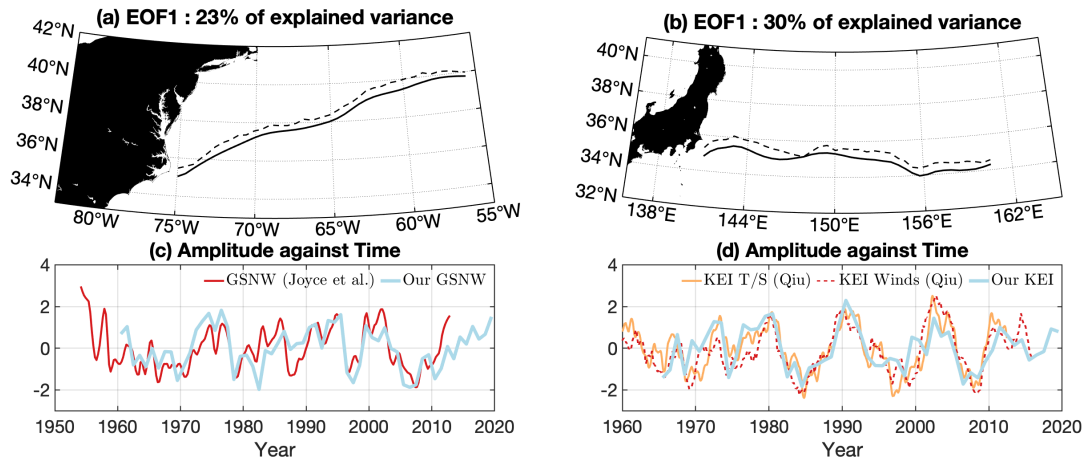 (a) EOF1 : 23% of explained variance
42°N
40°N
38°N
36°N
34°N
80°W
75°W
70°W
65°W
60°W
55°W
(b) EOF1 : 30% of explained variance
40°N
38°N
36°N
34°N
32°N
138°E
144°E
150°E
156°E
162°E
(c) Amplitude against Time
GSNW (Joyce et al.) Our GSNW
4
2
0
-2
1950 1960 1970 1980 1990 2000 2010 2020
Year
(d) Amplitude against Time
KEI T/S (Qiu) KEI Winds (Qiu) Our KEI
4
2
0
-2
1960 1970 1980 1990 2000 2010 2020
Year